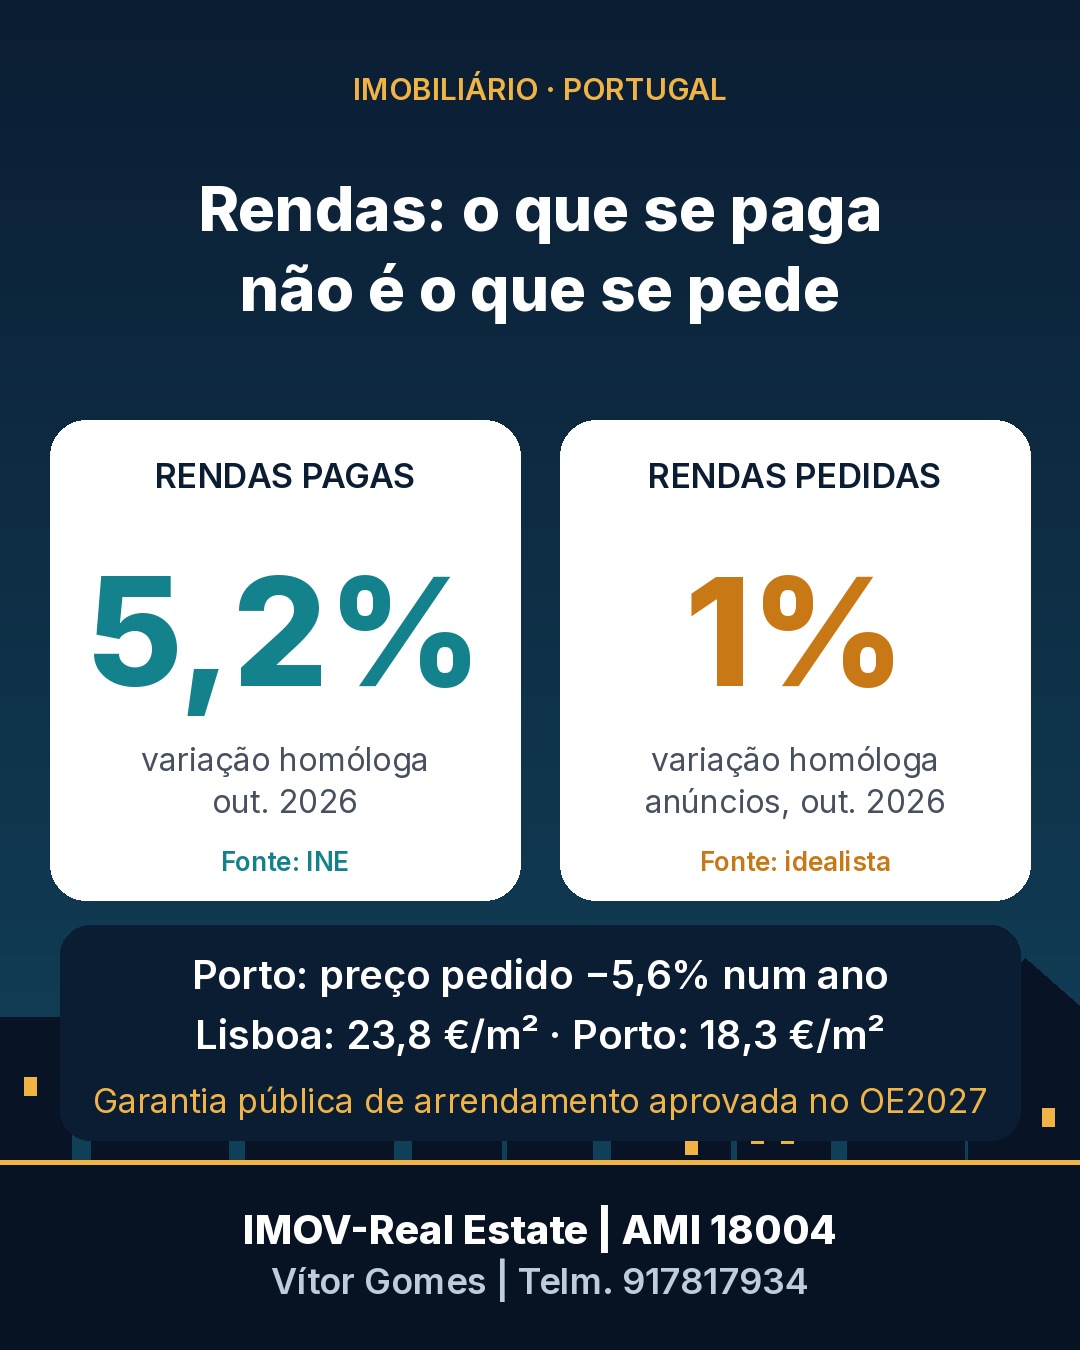 IMOBILIÁRIO · PORTUGAL
Rendas: o que se paga
não é o que se pede
RENDAS PAGAS
5,2%
variação homóloga
out. 2026
Fonte: INE
RENDAS PEDIDAS
1%
variação homóloga
anúncios, out. 2026
Fonte: idealista
Porto: preço pedido −5,6% num ano
Lisboa: 23,8 €/m² · Porto: 18,3 €/m²
Garantia pública de arrendamento aprovada no OE2027
IMOV-Real Estate | AMI 18004
Vítor Gomes | Telm. 917817934